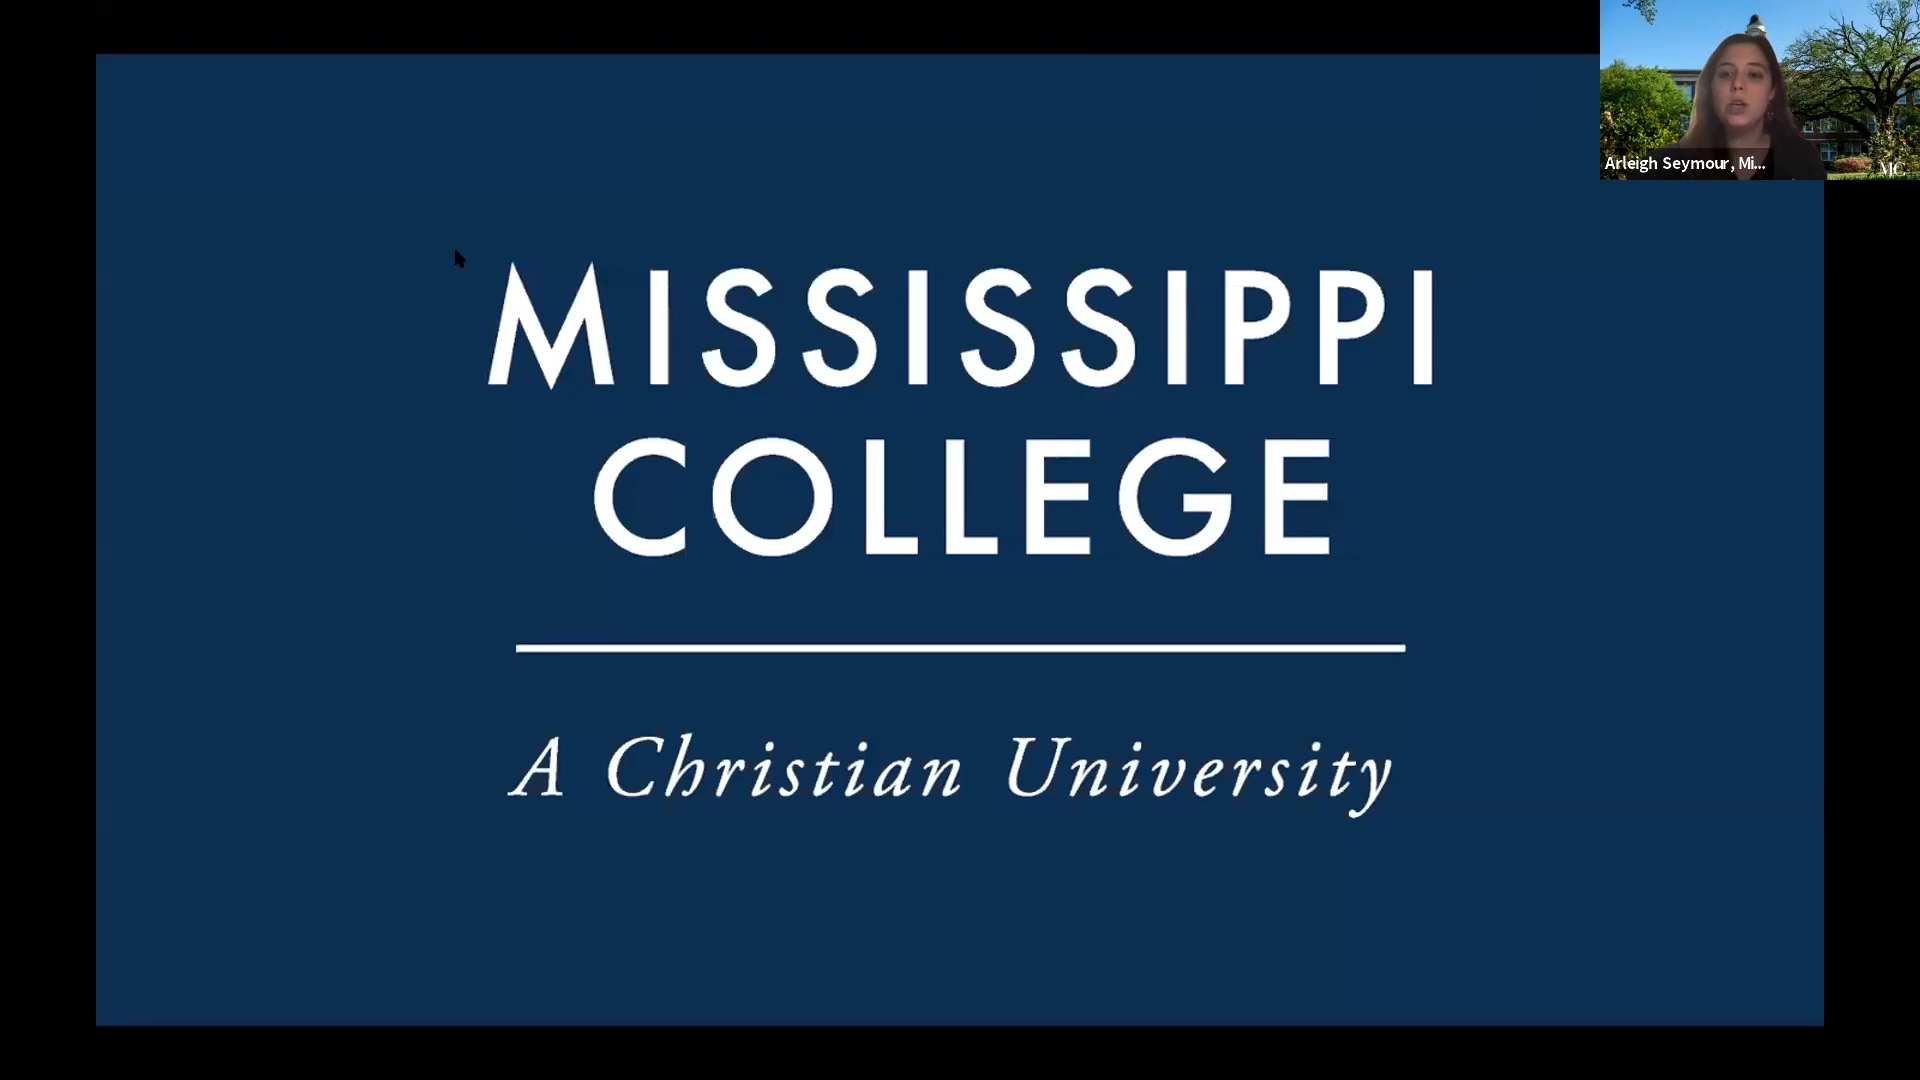 MISSISSIPPI
COLLEGE
A Christian University
Arleigh Seymour, Mi...
MC